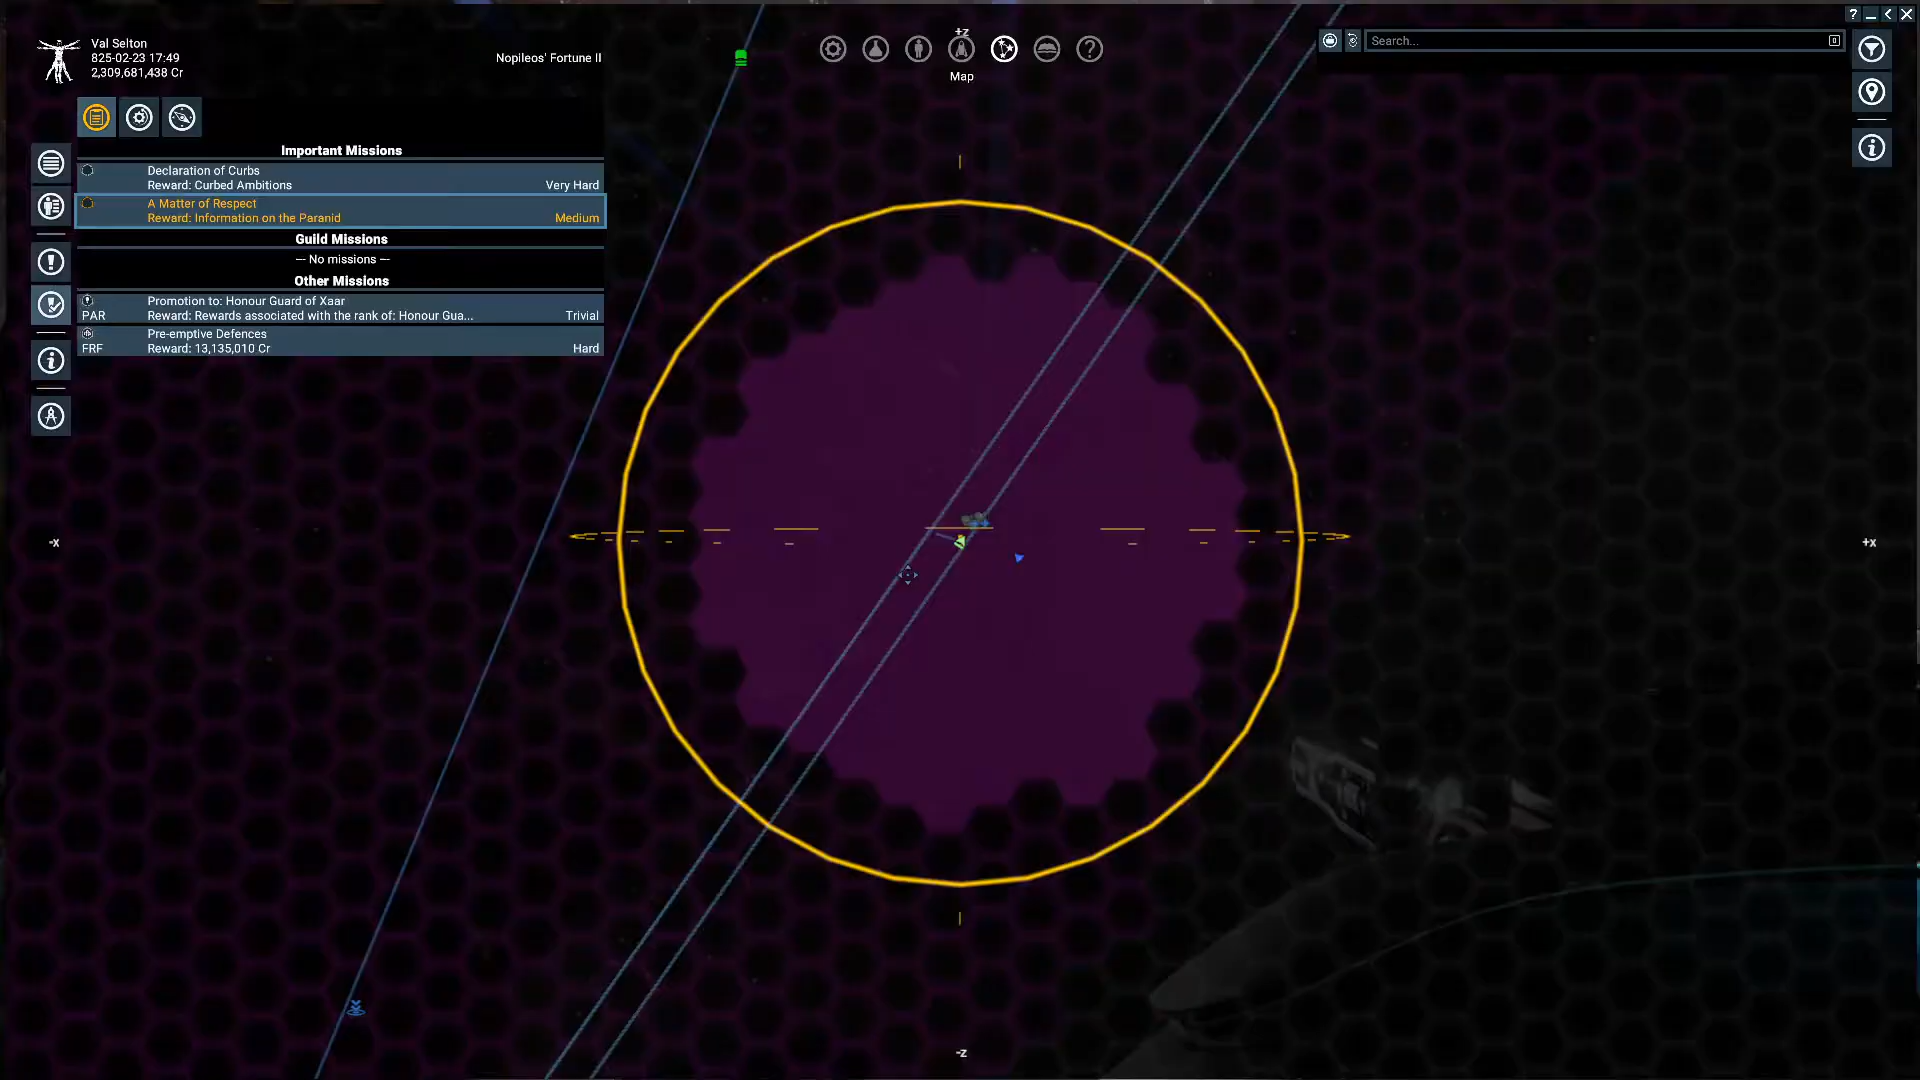 Val Selton
825-02-23 17:49
2,309,681,438 Cr
Nopileos' Fortune II
+z
Map
Search...
Important Missions
Declaration of Curbs
Reward: Curbed Ambitions Very Hard
A Matter of Respect
Reward: Information on the Paranid Medium
Guild Missions
-- No missions --
Other Missions
Promotion to: Honour Guard of Xaar
PAR Reward: Rewards associated with the rank of: Honour Gua... Trivial
Pre-emptive Defences
FRF Reward: 13,135,010 Cr Hard
-x
+x
-z